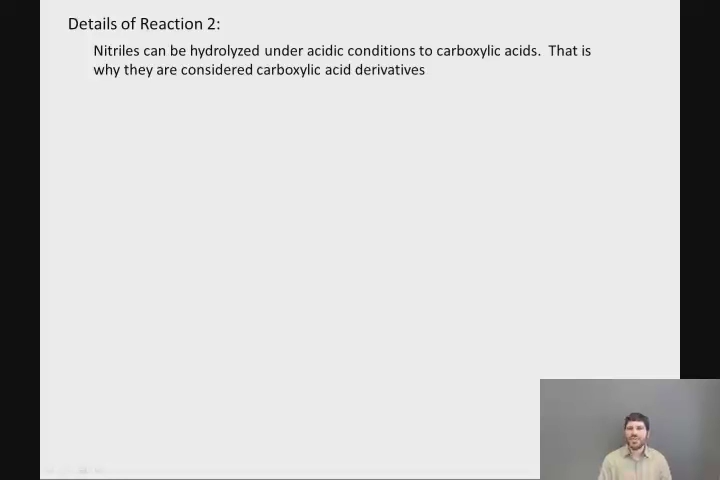 Details of Reaction 2:
Nitriles can be hydrolyzed under acidic conditions to carboxylic acids.  That is
why they are considered carboxylic acid derivatives